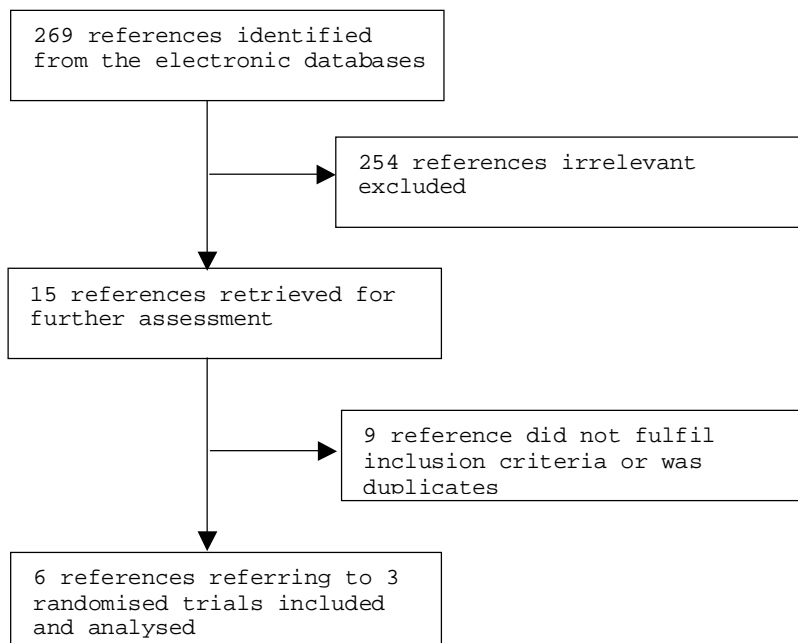 269 references identified
from the electronic databases
254 references irrelevant
excluded
15 references retrieved for
further assessment
9 reference did not fulfil
inclusion criteria or was
duplicates
6 references referring to 3
randomised trials included
and analysed